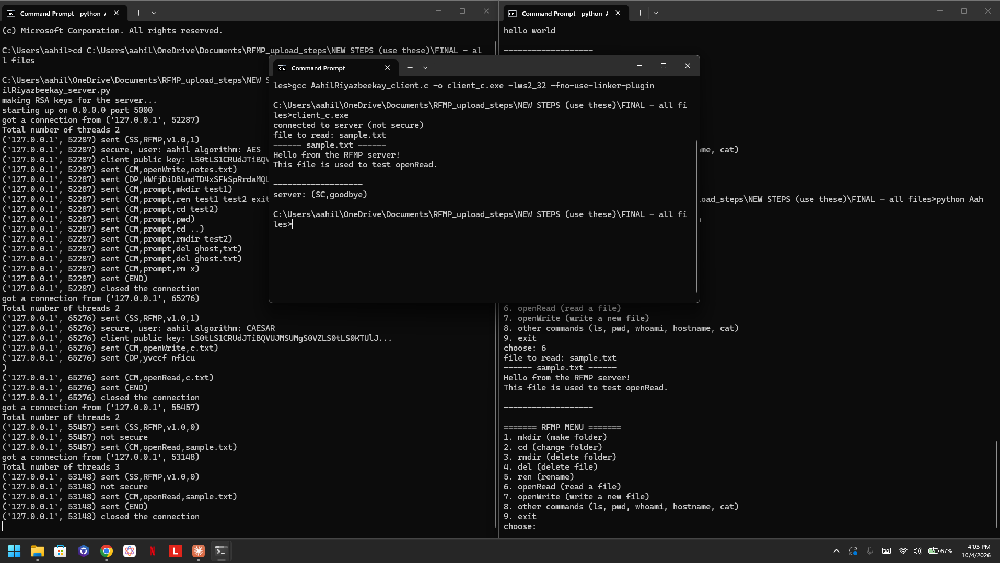 Command Prompt - python A
(c) Microsoft Corporation. All rights reserved.
C:\Users\aahil>cd C:\Users\aahil\OneDrive\Documents\RFMP_upload_steps\NEW STEPS (use these)\FINAL - al
l files
C:\Users\aahil\OneDrive\Documents\RFMP_upload_steps\NEW S
ilRiyazbeekay_server.py
making RSA keys for the server...
starting up on 0.0.0.0 port 5000
got a connection from ('127.0.0.1', 52287)
Total number of threads 2
('127.0.0.1', 52287) sent (SS,RFMP,v1.0,1)
('127.0.0.1', 52287) secure, user: aahil algorithm: AES
('127.0.0.1', 52287) client public key: LS0tLS1CRUdJTiBQV
('127.0.0.1', 52287) sent (CM,openWrite,notes.txt)
('127.0.0.1', 52287) sent (DP,KWfjDiDBlmdTD4xSFkSpRrdaMQL
('127.0.0.1', 52287) sent (CM,prompt,mkdir test1)
('127.0.0.1', 52287) sent (CM,prompt,ren test1 test2 exit
('127.0.0.1', 52287) sent (CM,prompt,cd test2)
('127.0.0.1', 52287) sent (CM,prompt,pwd)
('127.0.0.1', 52287) sent (CM,prompt,cd ..)
('127.0.0.1', 52287) sent (CM,prompt,rmdir test2)
('127.0.0.1', 52287) sent (CM,prompt,del ghost,txt)
('127.0.0.1', 52287) sent (CM,prompt,del ghost.txt)
('127.0.0.1', 52287) sent (CM,prompt,rm x)
('127.0.0.1', 52287) sent (END)
('127.0.0.1', 52287) closed the connection
got a connection from ('127.0.0.1', 65276)
Total number of threads 2
('127.0.0.1', 65276) sent (SS,RFMP,v1.0,1)
('127.0.0.1', 65276) secure, user: aahil algorithm: CAESAR
('127.0.0.1', 65276) client public key: LS0tLS1CRUdJTiBQVUJMSUMgS0VZLS0tLS0KTUlJ...
('127.0.0.1', 65276) sent (CM,openWrite,c.txt)
('127.0.0.1', 65276) sent (DP,yvccf nficu
)
('127.0.0.1', 65276) sent (CM,openRead,c.txt)
('127.0.0.1', 65276) sent (END)
('127.0.0.1', 65276) closed the connection
got a connection from ('127.0.0.1', 55457)
Total number of threads 2
('127.0.0.1', 55457) sent (SS,RFMP,v1.0,0)
('127.0.0.1', 55457) not secure
('127.0.0.1', 55457) sent (CM,openRead,sample.txt)
got a connection from ('127.0.0.1', 53148)
Total number of threads 3
('127.0.0.1', 53148) sent (SS,RFMP,v1.0,0)
('127.0.0.1', 53148) not secure
('127.0.0.1', 53148) sent (CM,openRead,sample.txt)
('127.0.0.1', 53148) sent (END)
('127.0.0.1', 53148) closed the connection
Command Prompt
les>gcc AahilRiyazbeekay_client.c -o client_c.exe -lws2_32 -fno-use-linker-plugin
C:\Users\aahil\OneDrive\Documents\RFMP_upload_steps\NEW STEPS (use these)\FINAL - all fi
les>client_c.exe
connected to server (not secure)
file to read: sample.txt
------ sample.txt ------
Hello from the RFMP server!
This file is used to test openRead.
-------------------
server: (SC,goodbye)
C:\Users\aahil\OneDrive\Documents\RFMP_upload_steps\NEW STEPS (use these)\FINAL - all fi
les>
Command Prompt - python A
hello world
-------------------
me, cat)
oad_steps\NEW STEPS (use these)\FINAL - all files>python Aah
6. openRead (read a file)
7. openWrite (write a new file)
8. other commands (ls, pwd, whoami, hostname, cat)
9. exit
choose: 6
file to read: sample.txt
------ sample.txt ------
Hello from the RFMP server!
This file is used to test openRead.
-------------------
======= RFMP MENU =======
1. mkdir (make folder)
2. cd (change folder)
3. rmdir (delete folder)
4. del (delete file)
5. ren (rename)
6. openRead (read a file)
7. openWrite (write a new file)
8. other commands (ls, pwd, whoami, hostname, cat)
9. exit
choose:
N
L
67%
4:03 PM
10/4/2026